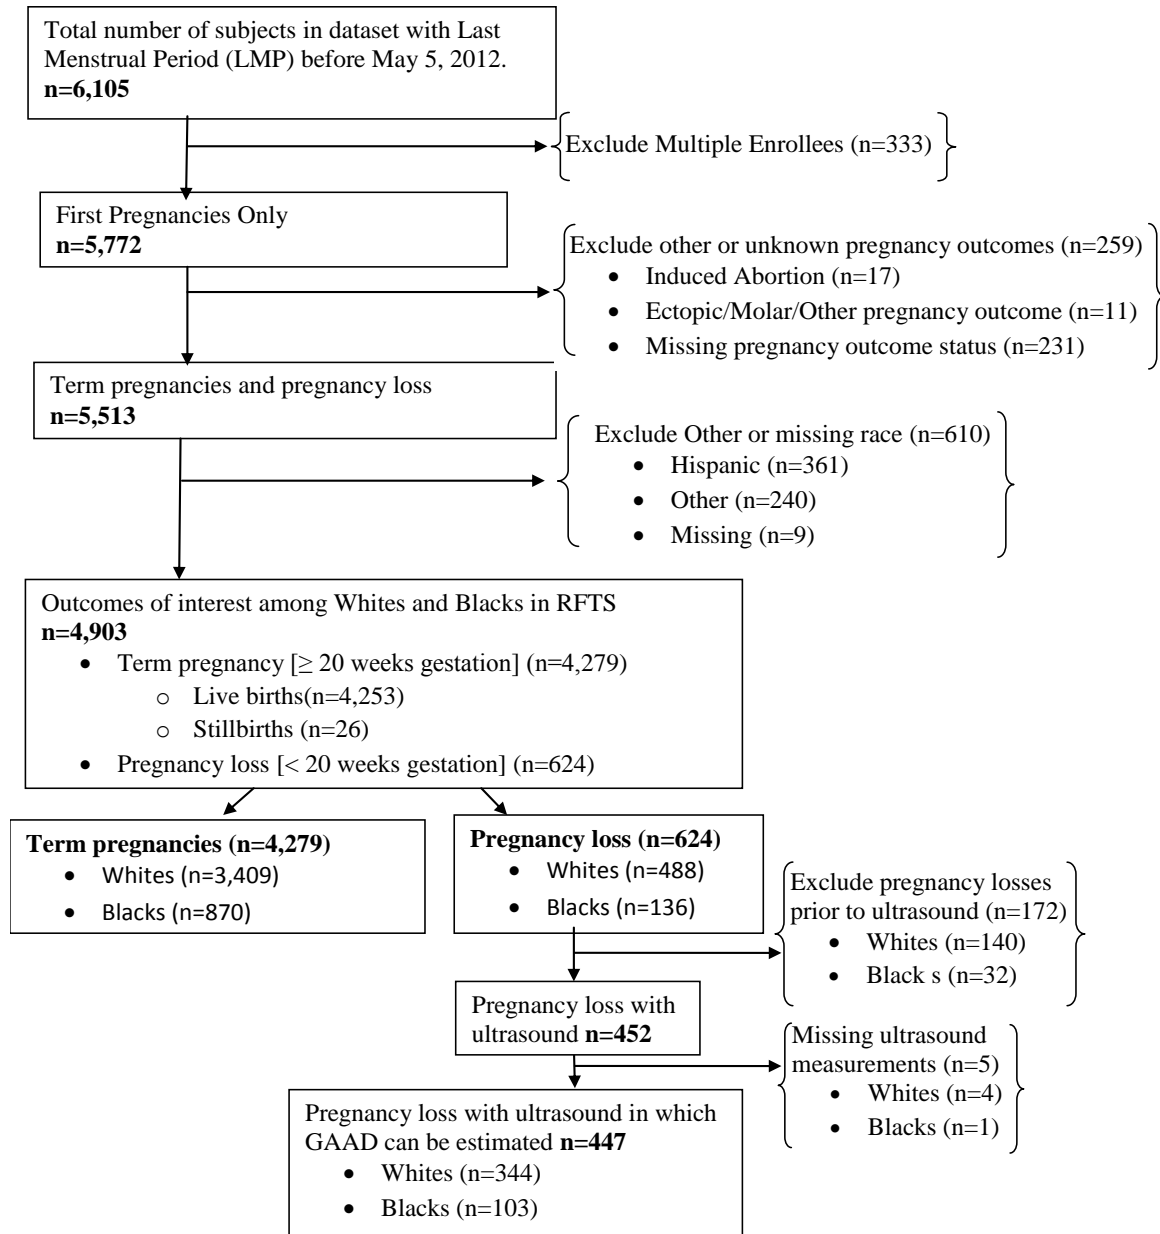 Total number of subjects in dataset with Last
Menstrual Period (LMP) before May 5, 2012.
n=6,105
Exclude Multiple Enrollees (n=333)
First Pregnancies Only
n=5,772
Exclude other or unknown pregnancy outcomes (n=259)
• Induced Abortion (n=17)
• Ectopic/Molar/Other pregnancy outcome (n=11)
• Missing pregnancy outcome status (n=231)
Term pregnancies and pregnancy loss
n=5,513
Exclude Other or missing race (n=610)
• Hispanic (n=361)
• Other (n=240)
• Missing (n=9)
Outcomes of interest among Whites and Blacks in RFTS
n=4,903
• Term pregnancy [≥ 20 weeks gestation] (n=4,279)
o Live births(n=4,253)
o Stillbirths (n=26)
• Pregnancy loss [< 20 weeks gestation] (n=624)
Term pregnancies (n=4,279)
• Whites (n=3,409)
• Blacks (n=870)
Pregnancy loss (n=624)
• Whites (n=488)
• Blacks (n=136)
Exclude pregnancy losses
prior to ultrasound (n=172)
• Whites (n=140)
• Black s (n=32)
Pregnancy loss with
ultrasound n=452
Missing ultrasound
measurements (n=5)
• Whites (n=4)
• Blacks (n=1)
Pregnancy loss with ultrasound in which
GAAD can be estimated n=447
• Whites (n=344)
• Blacks (n=103)